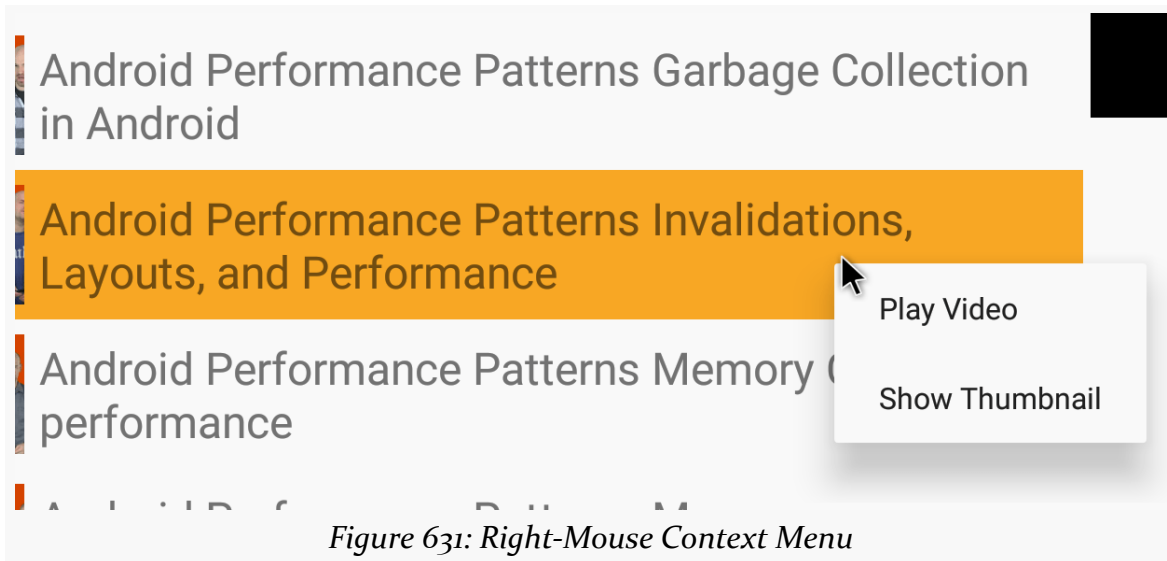 Android Performance Patterns Garbage Collection
in Android
Android Performance Patterns Invalidations,
Layouts, and Performance
Play Video
Android Performance Patterns Memory
performance
Show Thumbnail
Figure 631: Right-Mouse Context Menu